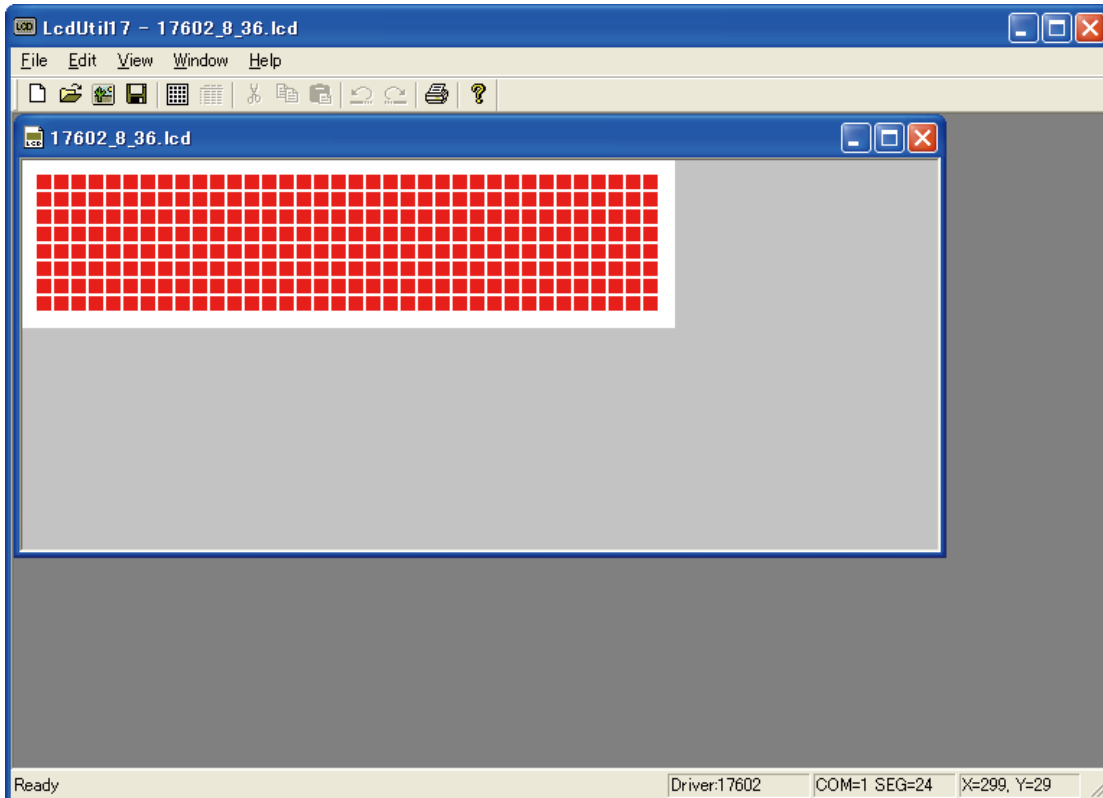 LcdUtil17 - 17602_8_36.lcd
File Edit View Window Help
17602_8_36.lcd
Ready Driver:17602 COM=1 SEG=24 X=299, Y=29